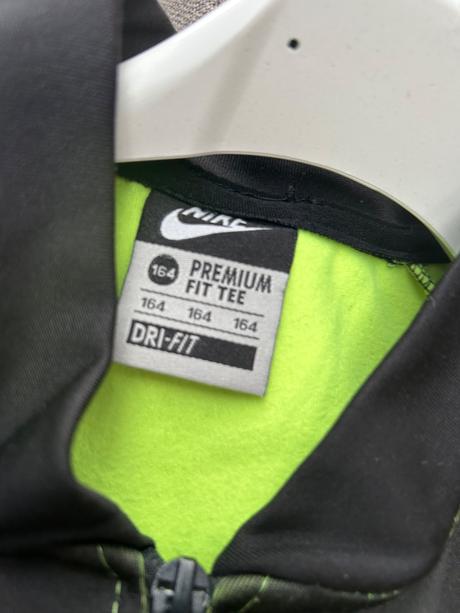 NIKE
164 PREMIUM
FIT TEE
164 164 164
DRI-FIT